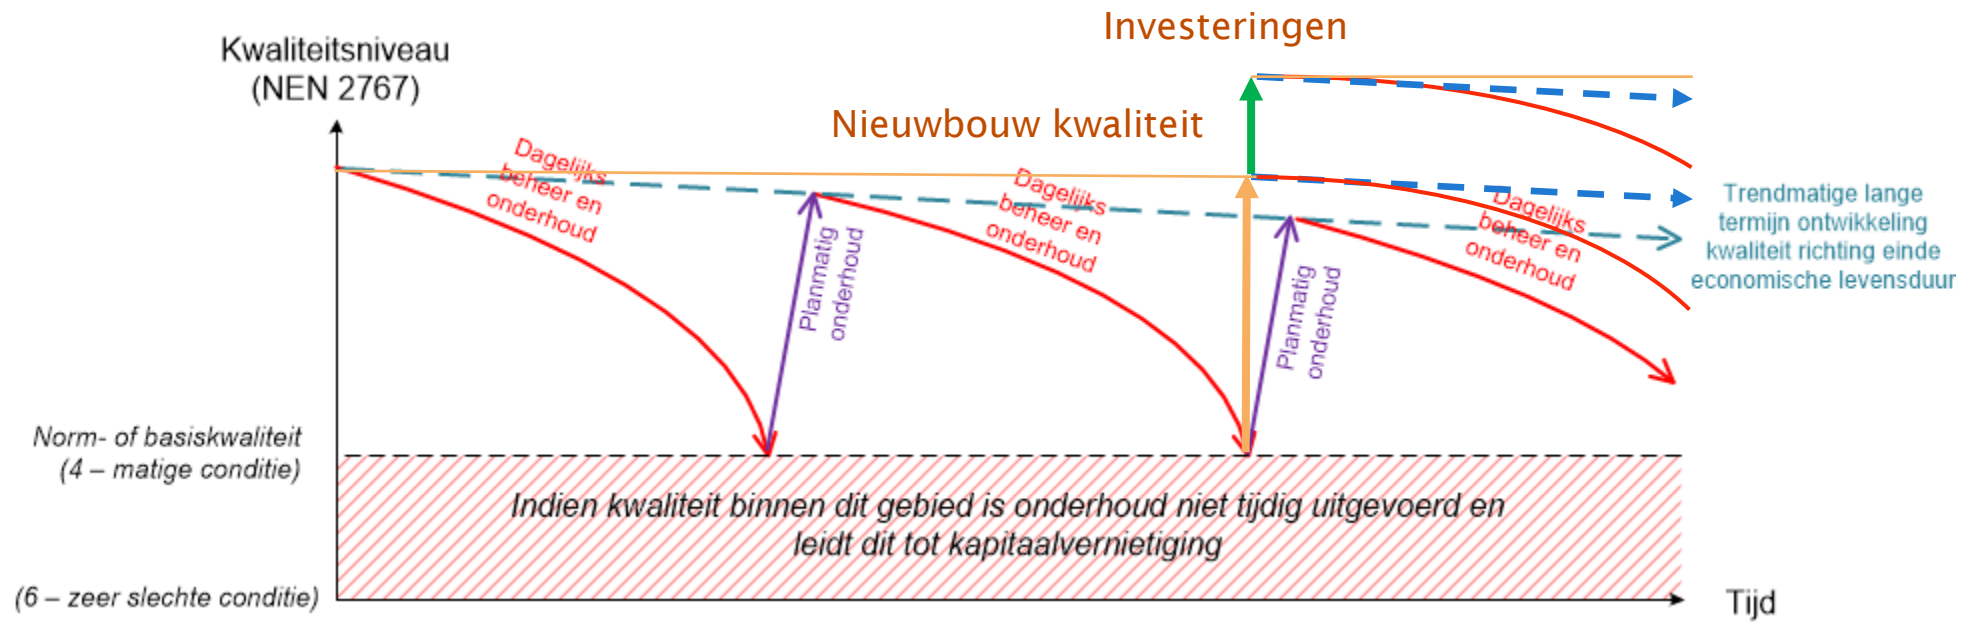 Investeringen
Kwaliteitsniveau
(NEN 2767)
Nieuwbouw kwaliteit
Dagelijks
beheer en
onderhoud
Planmatig
onderhoud
Dagelijks
beheer en
onderhoud
Planmatig
onderhoud
Dagelijks
beheer en
onderhoud
Trendmatige lange
termijn ontwikkeling
kwaliteit richting einde
economische levensduur
Norm- of basiskwaliteit
(4 – matige conditie)
Indien kwaliteit binnen dit gebied is onderhoud niet tijdig uitgevoerd en
leidt dit tot kapitaalvernietiging
(6 – zeer slechte conditie)
Tijd